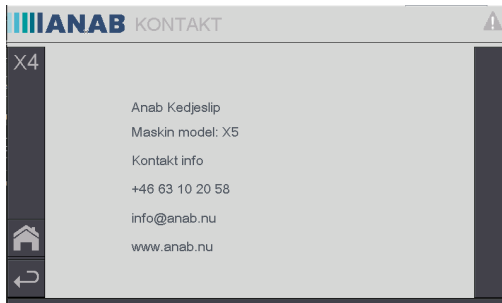 ANAB KONTAKT
X4
Anab Kedjeslip
Maskin model: X5
Kontakt info
+46 63 10 20 58
info@anab.nu
www.anab.nu